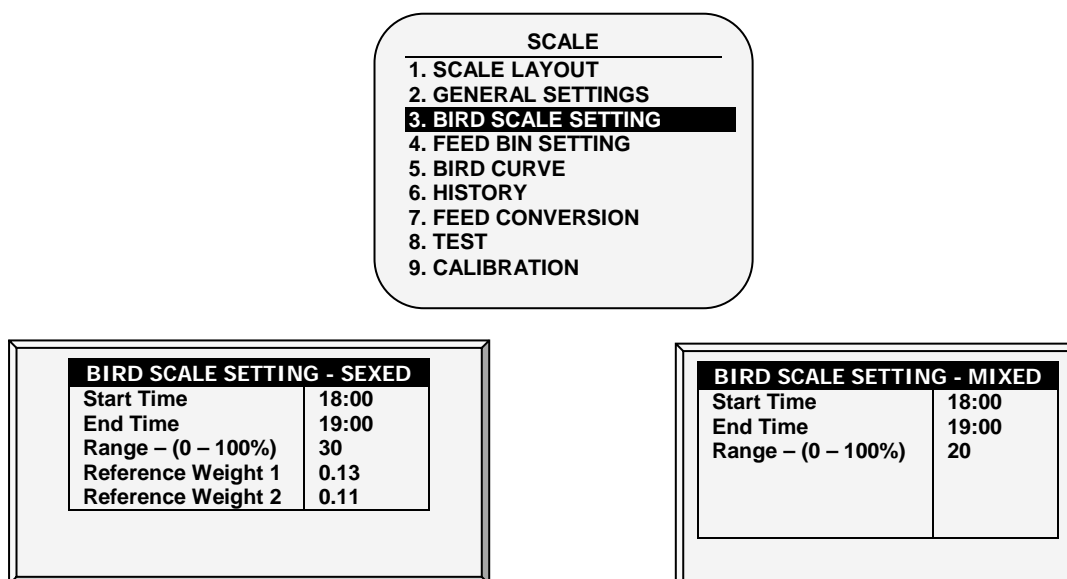 SCALE
1. SCALE LAYOUT
2. GENERAL SETTINGS
3. BIRD SCALE SETTING
4. FEED BIN SETTING
5. BIRD CURVE
6. HISTORY
7. FEED CONVERSION
8. TEST
9. CALIBRATION
BIRD SCALE SETTING - SEXED
Start Time 18:00
End Time 19:00
Range – (0 – 100%) 30
Reference Weight 1 0.13
Reference Weight 2 0.11
BIRD SCALE SETTING - MIXED
Start Time 18:00
End Time 19:00
Range – (0 – 100%) 20